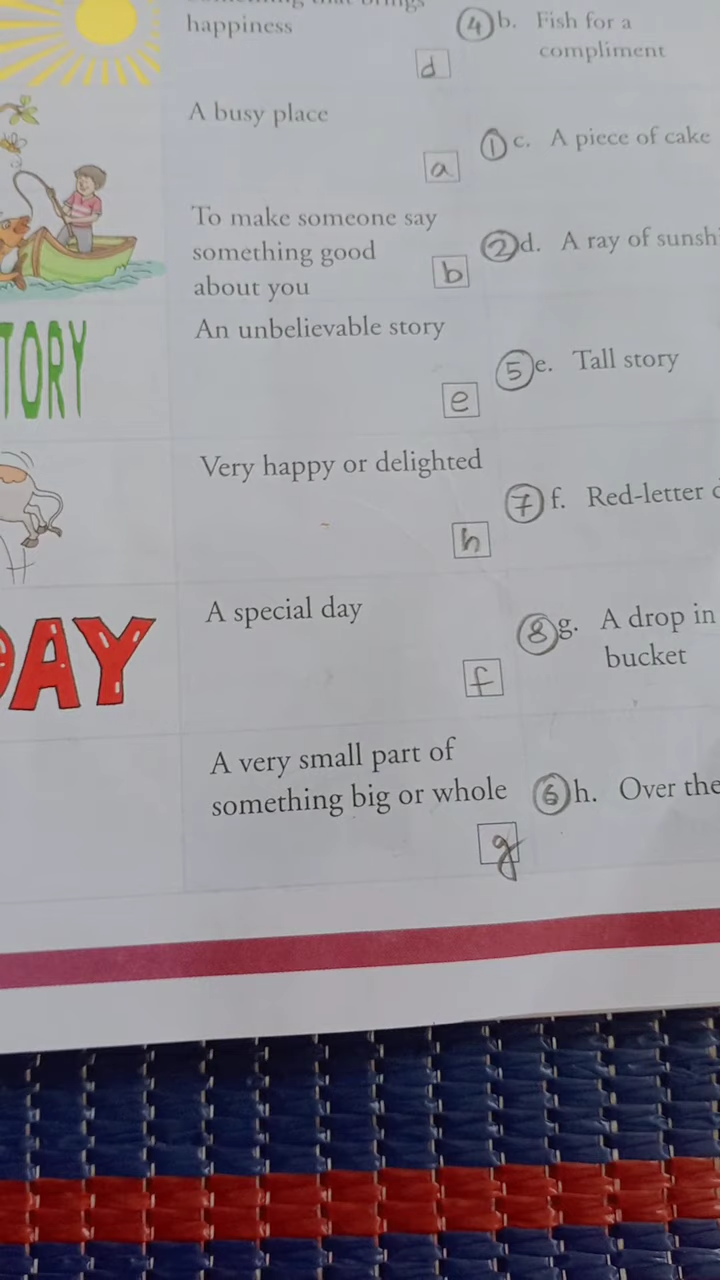 happiness
d
④ b. Fish for a
compliment
A busy place
a
① c. A piece of cake
To make someone say
something good
about you
b
② d. A ray of sunsh
TORY
An unbelievable story
e
⑤ e. Tall story
Very happy or delighted
h
⑦ f. Red-letter
DAY
A special day
f
⑧ g. A drop in
bucket
A very small part of
something big or whole
g
⑥ h. Over the